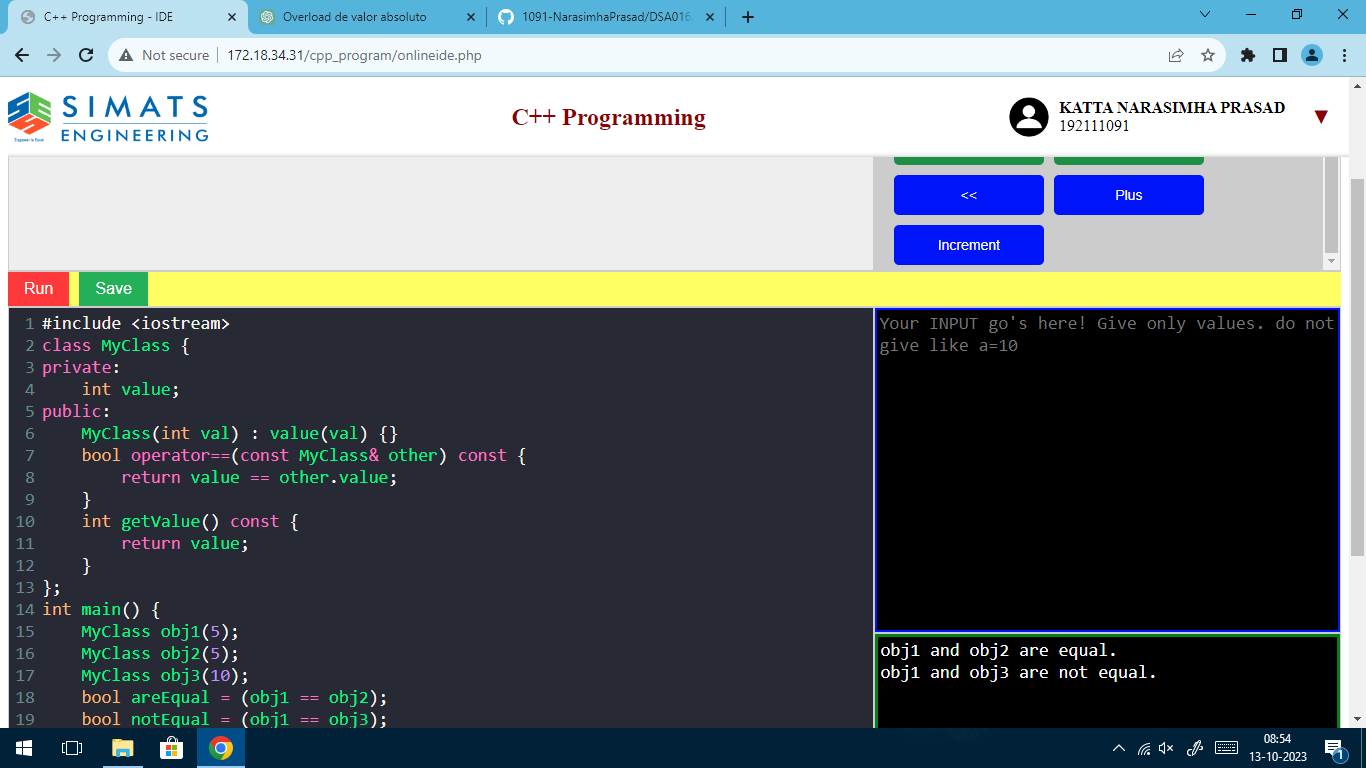 C++ Programming - IDE
Overload de valor absoluto
1091-NarasimhaPrasad/DSA016
Not secure
172.18.34.31/cpp_program/onlineide.php
SIMATS
ENGINEERING
Engineer to Excel
C++ Programming
KATTA NARASIMHA PRASAD
192111091
<<
Plus
Increment
Run
Save
1 #include <iostream>
2 class MyClass {
3 private:
4     int value;
5 public:
6     MyClass(int val) : value(val) {}
7     bool operator==(const MyClass& other) const {
8         return value == other.value;
9     }
10     int getValue() const {
11         return value;
12     }
13 };
14 int main() {
15     MyClass obj1(5);
16     MyClass obj2(5);
17     MyClass obj3(10);
18     bool areEqual = (obj1 == obj2);
19     bool notEqual = (obj1 == obj3);
Your INPUT go's here! Give only values. do not
give like a=10
obj1 and obj2 are equal.
obj1 and obj3 are not equal.
08:54
13-10-2023
1